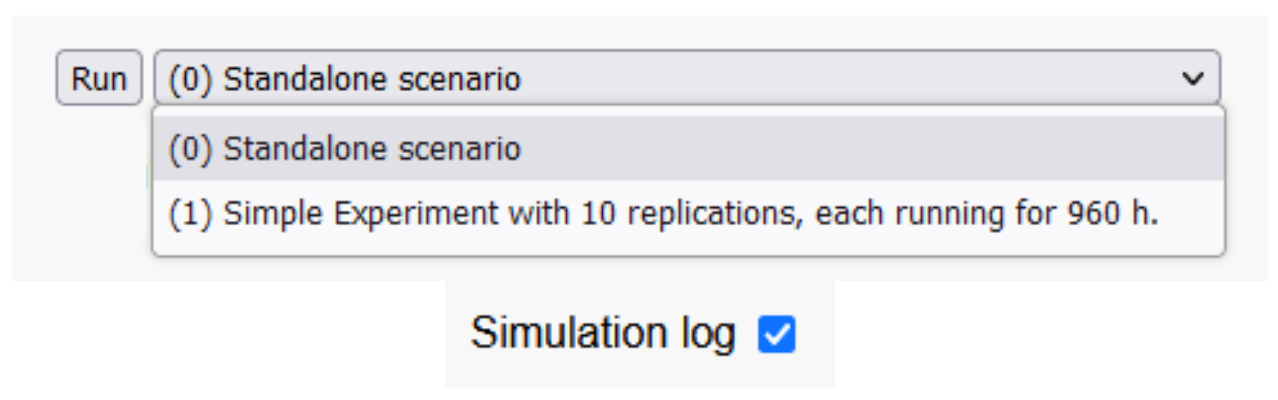 Run (0) Standalone scenario
(0) Standalone scenario
(1) Simple Experiment with 10 replications, each running for 960 h.
Simulation log